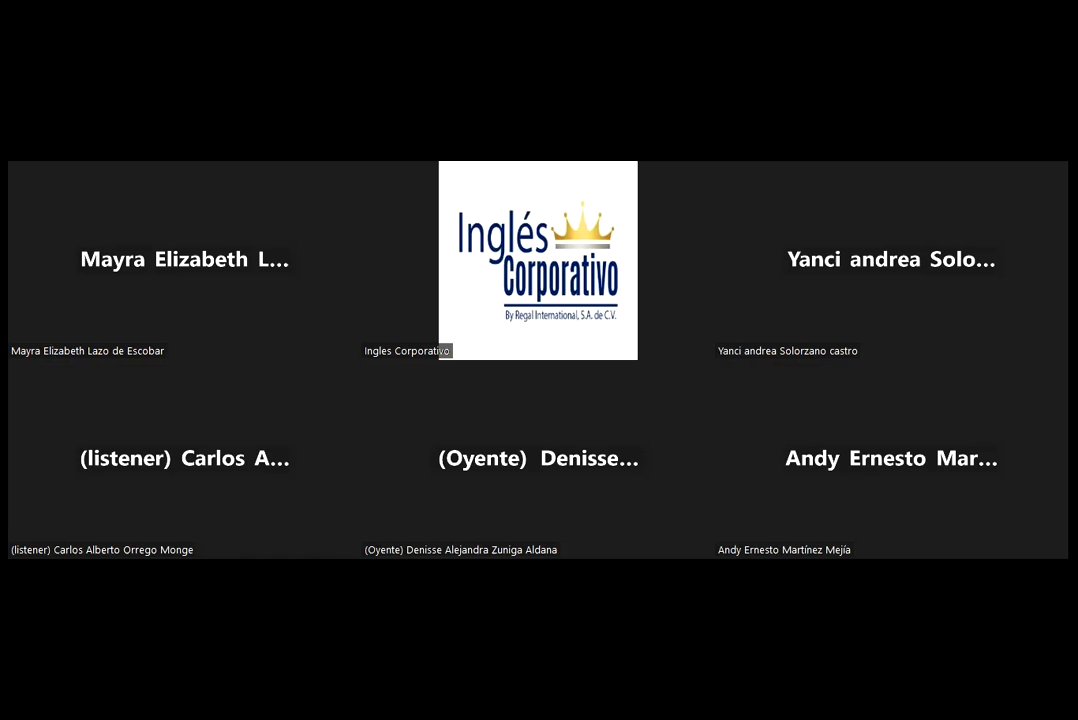 Mayra Elizabeth L...
Mayra Elizabeth Lazo de Escobar
Inglés
Corporativo
By Regal International, S.A. de C.V.
Ingles Corporativo
Yanci andrea Solo...
Yanci andrea Solorzano castro
(listener) Carlos A...
(listener) Carlos Alberto Orrego Monge
(Oyente) Denisse...
(Oyente) Denisse Alejandra Zuniga Aldana
Andy Ernesto Mar...
Andy Ernesto Martínez Mejía